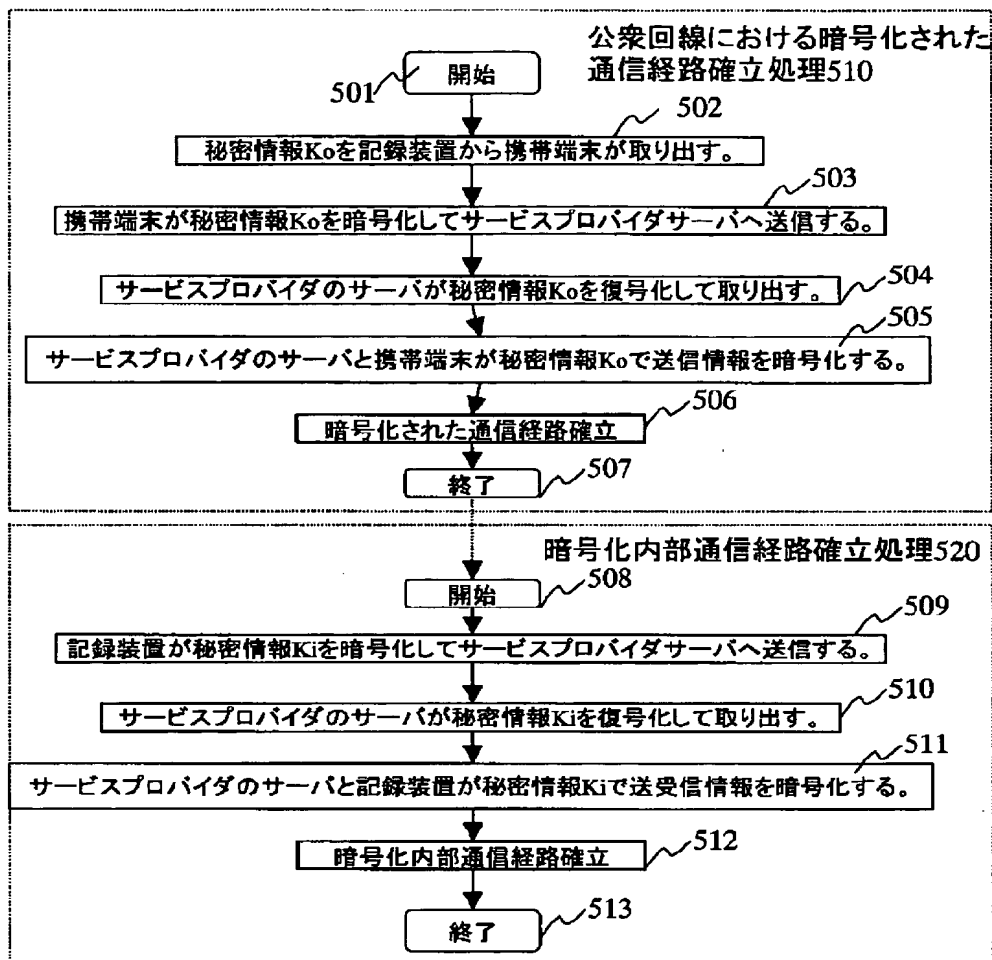 公衆回線における暗号化された
通信経路確立処理510
開始
501
502
秘密情報Koを記録装置から携帯端末が取り出す。
503
携帯端末が秘密情報Koを暗号化してサービスプロバイダサーバへ送信する。
504
サービスプロバイダのサーバが秘密情報Koを復号化して取り出す。
505
サービスプロバイダのサーバと携帯端末が秘密情報Koで送信情報を暗号化する。
506
暗号化された通信経路確立
507
終了
暗号化内部通信経路確立処理520
508
開始
509
記録装置が秘密情報Kiを暗号化してサービスプロバイダサーバへ送信する。
510
サービスプロバイダのサーバが秘密情報Kiを復号化して取り出す。
511
サービスプロバイダのサーバと記録装置が秘密情報Kiで送受信情報を暗号化する。
512
暗号化内部通信経路確立
513
終了